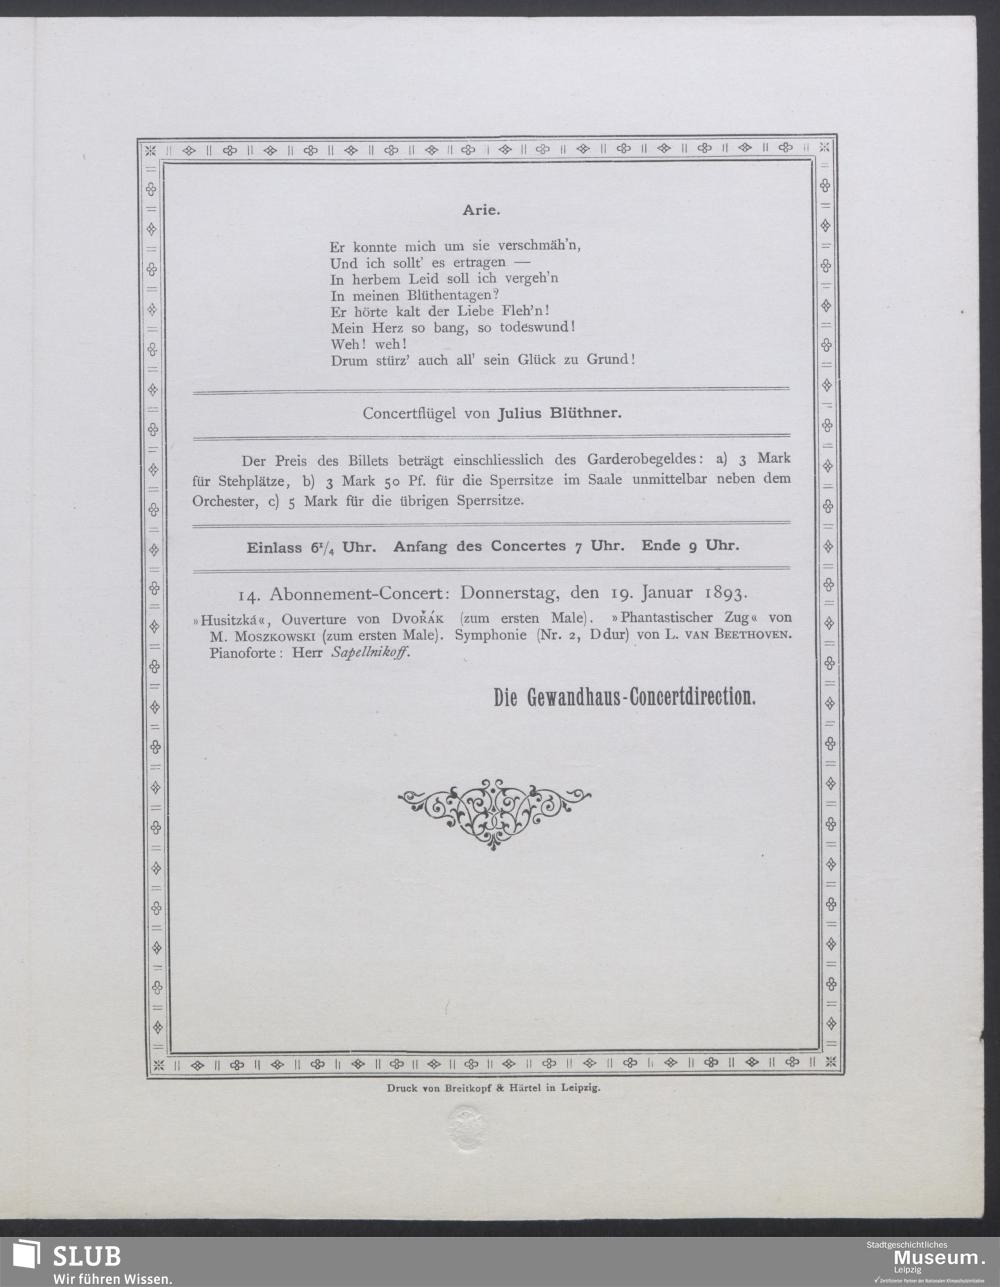 Arie.
Er konnte mich um sie verschmäh'n,
Und ich sollt' es ertragen —
In herbem Leid soll ich vergeh'n
In meinen Blüthentagen?
Er hörte kalt der Liebe Fleh'n!
Mein Herz so bang, so todeswund!
Weh! weh!
Drum stürz' auch all' sein Glück zu Grund!
Concertflügel von Julius Blüthner.
Der Preis des Billets beträgt einschliesslich des Garderobegeldes: a) 3 Mark
für Stehplätze, b) 3 Mark 50 Pf. für die Sperrsitze im Saale unmittelbar neben dem
Orchester, c) 5 Mark für die übrigen Sperrsitze.
Einlass 6¹/₄ Uhr. Anfang des Concertes 7 Uhr. Ende 9 Uhr.
14. Abonnement-Concert: Donnerstag, den 19. Januar 1893.
»Husitzká«, Ouverture von DVOŘÁK (zum ersten Male). »Phantastischer Zug« von
M. MOSZKOWSKI (zum ersten Male). Symphonie (Nr. 2, D dur) von L. VAN BEETHOVEN.
Pianoforte: Herr Sapellnikoff.
Die Gewandhaus-Concertdirection.
Druck von Breitkopf & Härtel in Leipzig.
SLUB
Wir führen Wissen.
Stadtgeschichtliches
Museum.
Leipzig
Zertifizierter Partner der Nationalen Klimaschutzinitiative